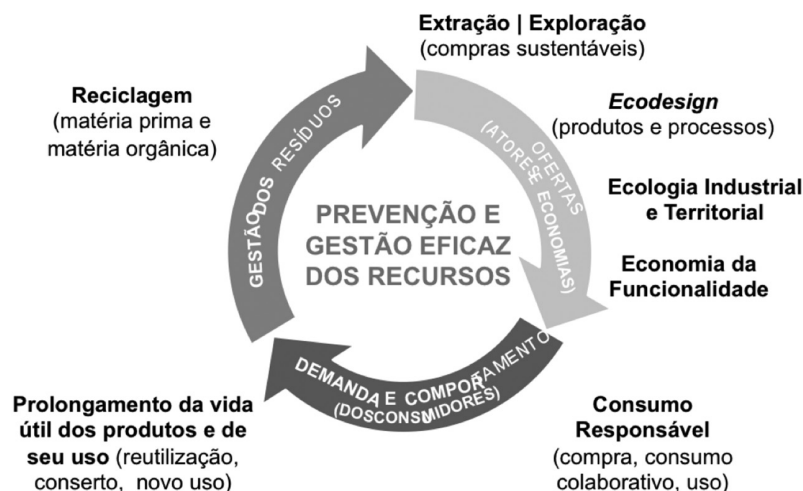 Extração | Exploração
(compras sustentáveis)
Ecodesign
(produtos e processos)
Ecologia Industrial
e Territorial
Economia da
Funcionalidade
OFERTAS
(ATORES E ECONOMIAS)
Consumo
Responsável
(compra, consumo
colaborativo, uso)
DEMANDA E COMPORTAMENTO
(DOS CONSUMIDORES)
Prolongamento da vida
útil dos produtos e de
seu uso (reutilização,
conserto, novo uso)
GESTÃO DOS RESÍDUOS
Reciclagem
(matéria prima e
matéria orgânica)
PREVENÇÃO E
GESTÃO EFICAZ
DOS RECURSOS